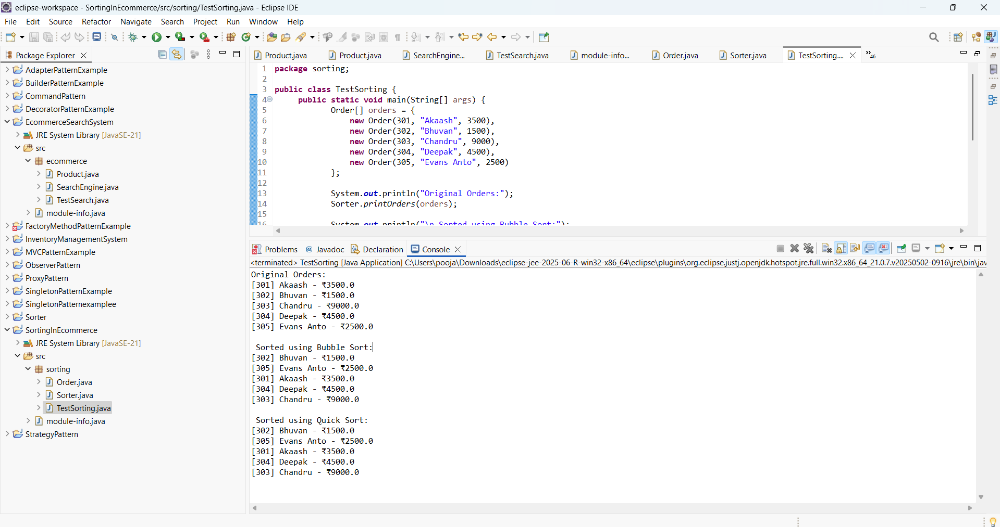 eclipse-workspace - SortingInEcommerce/src/sorting/TestSorting.java - Eclipse IDE
File Edit Source Refactor Navigate Search Project Run Window Help
Package Explorer
AdapterPatternExample
BuilderPatternExample
CommandPattern
DecoratorPatternExample
EcommerceSearchSystem
JRE System Library [JavaSE-21]
src
ecommerce
Product.java
SearchEngine.java
TestSearch.java
module-info.java
FactoryMethodPatternExample
InventoryManagementSystem
MVCPatternExample
ObserverPattern
ProxyPattern
SingletonPatternExample
SingletonPatternexamplee
Sorter
SortingInEcommerce
JRE System Library [JavaSE-21]
src
sorting
Order.java
Sorter.java
TestSorting.java
module-info.java
StrategyPattern
Product.java Product.java SearchEngine... TestSearch.java module-info... Order.java Sorter.java TestSorting.... »46
1 package sorting;
2
3 public class TestSorting {
4 public static void main(String[] args) {
5 Order[] orders = {
6 new Order(301, "Akaash", 3500),
7 new Order(302, "Bhuvan", 1500),
8 new Order(303, "Chandru", 9000),
9 new Order(304, "Deepak", 4500),
10 new Order(305, "Evans Anto", 2500)
11 };
12
13 System.out.println("Original Orders:");
14 Sorter.printOrders(orders);
15
16 System.out.println("\n Sorted using Bubble Sort:");
Problems @ Javadoc Declaration Console
<terminated> TestSorting [Java Application] C:\Users\pooja\Downloads\eclipse-jee-2025-06-R-win32-x86_64\eclipse\plugins\org.eclipse.justj.openjdk.hotspot.jre.full.win32.x86_64_21.0.7.v20250502-0916\jre\bin\jav
Original Orders:
[301] Akaash - ₹3500.0
[302] Bhuvan - ₹1500.0
[303] Chandru - ₹9000.0
[304] Deepak - ₹4500.0
[305] Evans Anto - ₹2500.0
Sorted using Bubble Sort:
[302] Bhuvan - ₹1500.0
[305] Evans Anto - ₹2500.0
[301] Akaash - ₹3500.0
[304] Deepak - ₹4500.0
[303] Chandru - ₹9000.0
Sorted using Quick Sort:
[302] Bhuvan - ₹1500.0
[305] Evans Anto - ₹2500.0
[301] Akaash - ₹3500.0
[304] Deepak - ₹4500.0
[303] Chandru - ₹9000.0